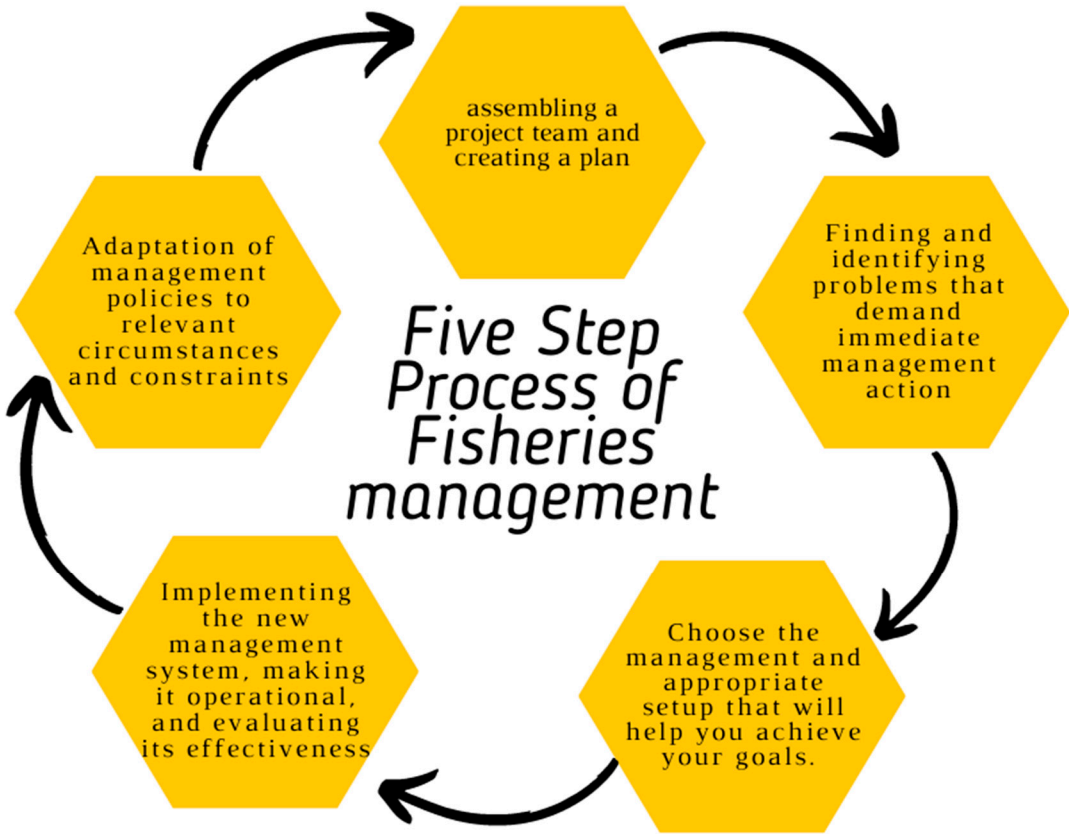 assembling a
project team and
creating a plan
Finding and
identifying
problems that
demand
immediate
management
action
Choose the
management and
appropriate
setup that will
help you achieve
your goals.
Implementing
the new
management
system, making
it operational,
and evaluating
its effectiveness
Adaptation of
management
policies to
relevant
circumstances
and constraints
Five Step
Process of
Fisheries
management